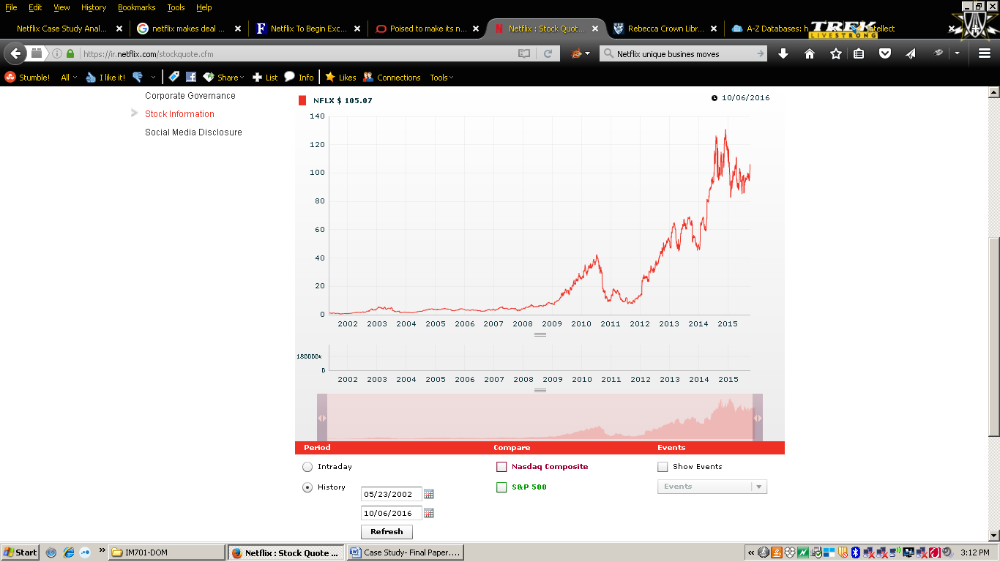 File Edit View History Bookmarks Tools Help
Netflix Case Study Anal... netflix makes deal ... Netflix To Begin Exc... Poised to make its n... Netflix : Stock Quot... Rebecca Crown Libr... A-Z Databases: h Intellect
TREK
LIVESTRONG
https://ir.netflix.com/stockquote.cfm Netflix unique busines moves
Stumble! All I like it! Share List Info Likes Connections Tools
Corporate Governance
Stock Information
Social Media Disclosure
NFLX $ 105.07 10/06/2016
140
120
100
80
60
40
20
0
2002 2003 2004 2005 2006 2007 2008 2009 2010 2011 2012 2013 2014 2015
180000k
0
2002 2003 2004 2005 2006 2007 2008 2009 2010 2011 2012 2013 2014 2015
Period Compare Events
Intraday Nasdaq Composite Show Events
History 05/23/2002 S&P 500 Events
10/06/2016
Refresh
Start » IM701-DOM Netflix : Stock Quote ... Case Study- Final Paper.... « 3:12 PM